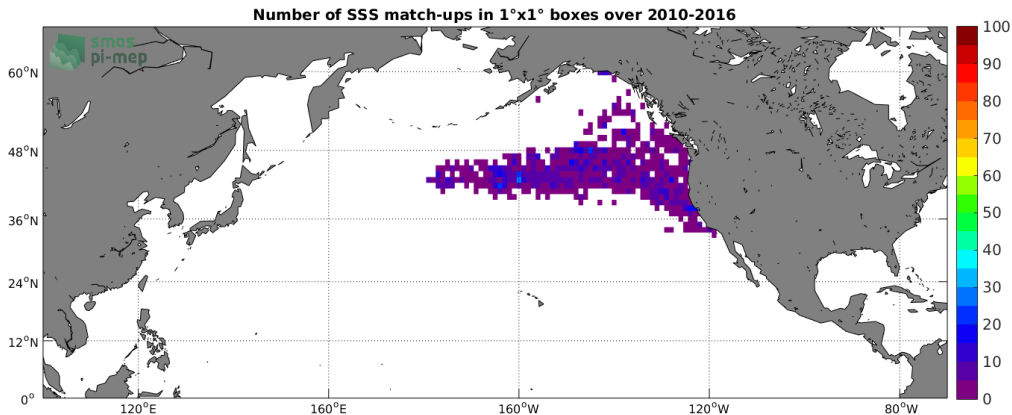 Number of SSS match-ups in 1°x1° boxes over 2010-2016
smos
pi-mep
60°N
48°N
36°N
24°N
12°N
0°
120°E
160°E
160°W
120°W
80°W
100
90
80
70
60
50
40
30
20
10
0